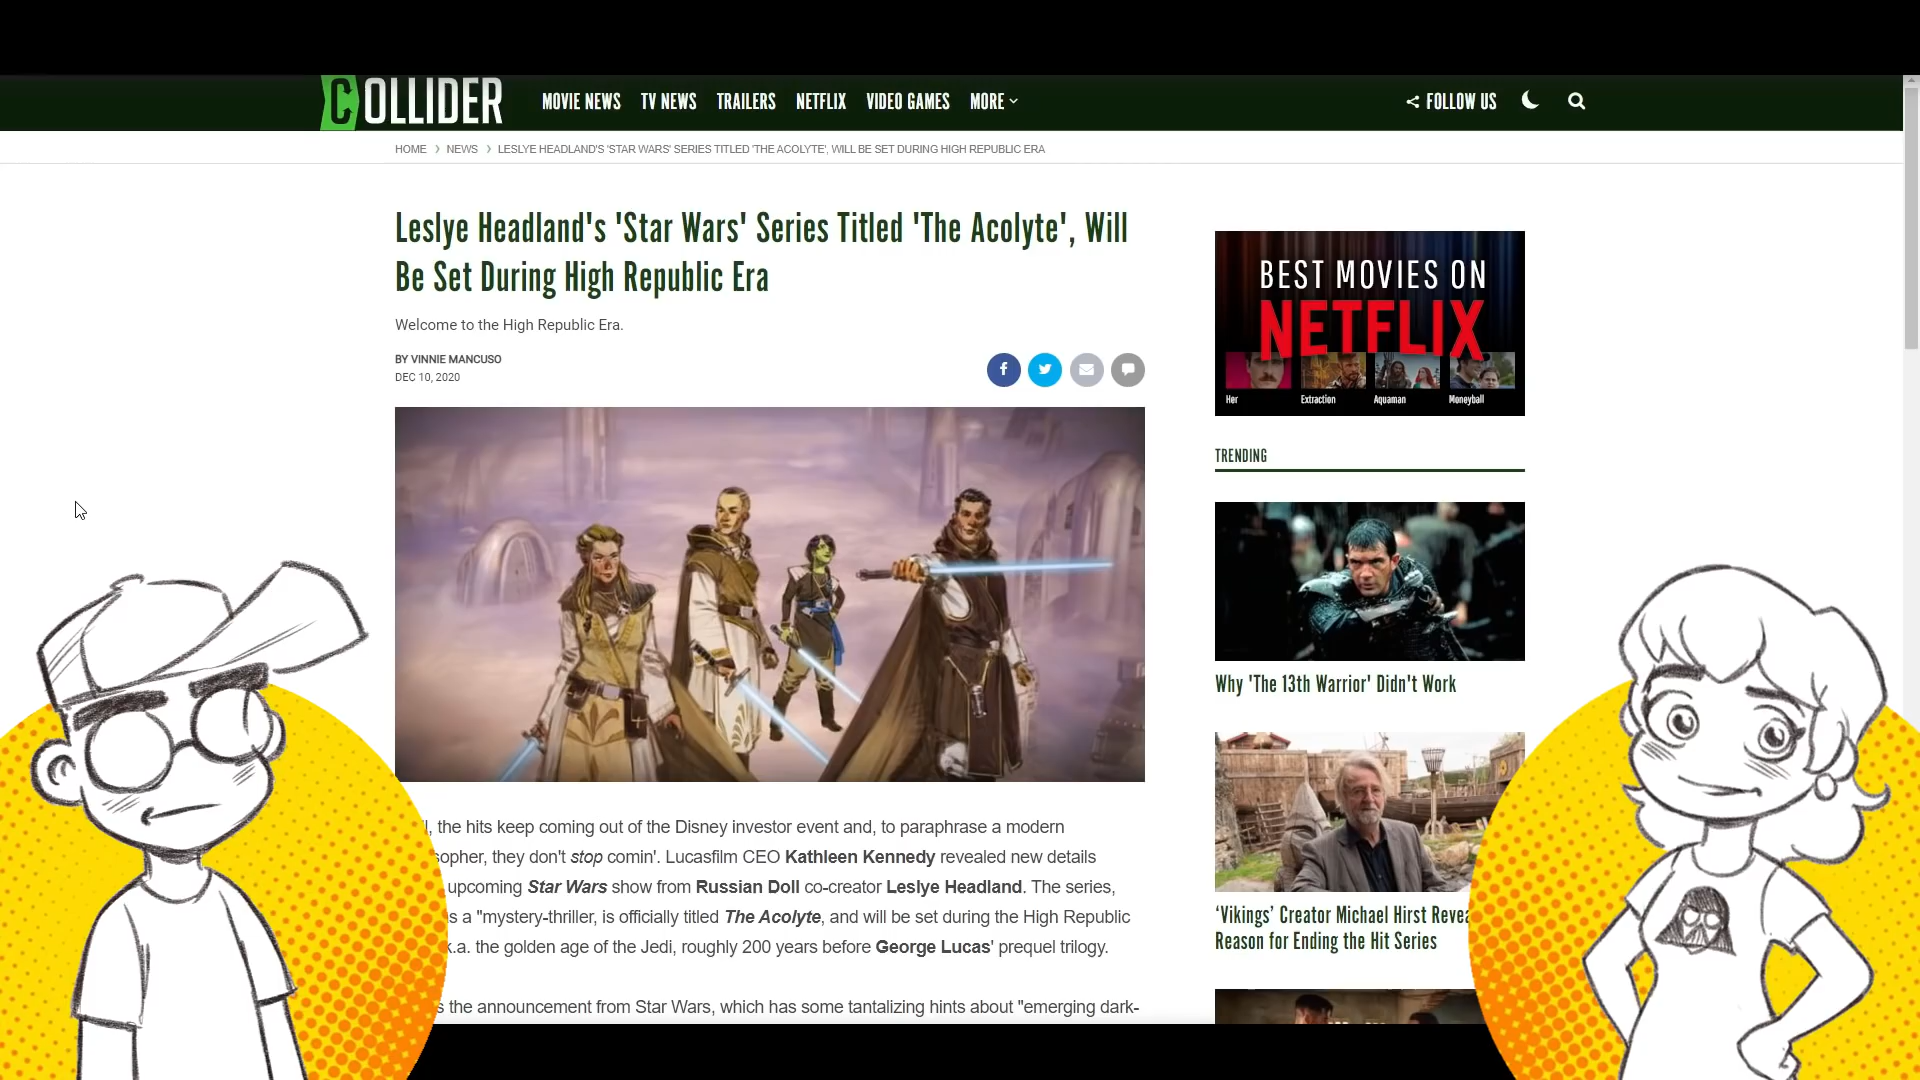 COLLIDER
MOVIE NEWS TV NEWS TRAILERS NETFLIX VIDEO GAMES MORE
FOLLOW US
HOME > NEWS > LESLYE HEADLAND'S 'STAR WARS' SERIES TITLED 'THE ACOLYTE', WILL BE SET DURING HIGH REPUBLIC ERA
Leslye Headland's 'Star Wars' Series Titled 'The Acolyte', Will
Be Set During High Republic Era
Welcome to the High Republic Era.
BY VINNIE MANCUSO
DEC 10, 2020
, the hits keep coming out of the Disney investor event and, to paraphrase a modern
sopher, they don't stop comin'. Lucasfilm CEO Kathleen Kennedy revealed new details
upcoming Star Wars show from Russian Doll co-creator Leslye Headland. The series,
s a "mystery-thriller, is officially titled The Acolyte, and will be set during the High Republic
k.a. the golden age of the Jedi, roughly 200 years before George Lucas' prequel trilogy.
s the announcement from Star Wars, which has some tantalizing hints about "emerging dark-
BEST MOVIES ON
NETFLIX
Her Extraction Aquaman Moneyball
TRENDING
Why 'The 13th Warrior' Didn't Work
'Vikings' Creator Michael Hirst Revea
Reason for Ending the Hit Series